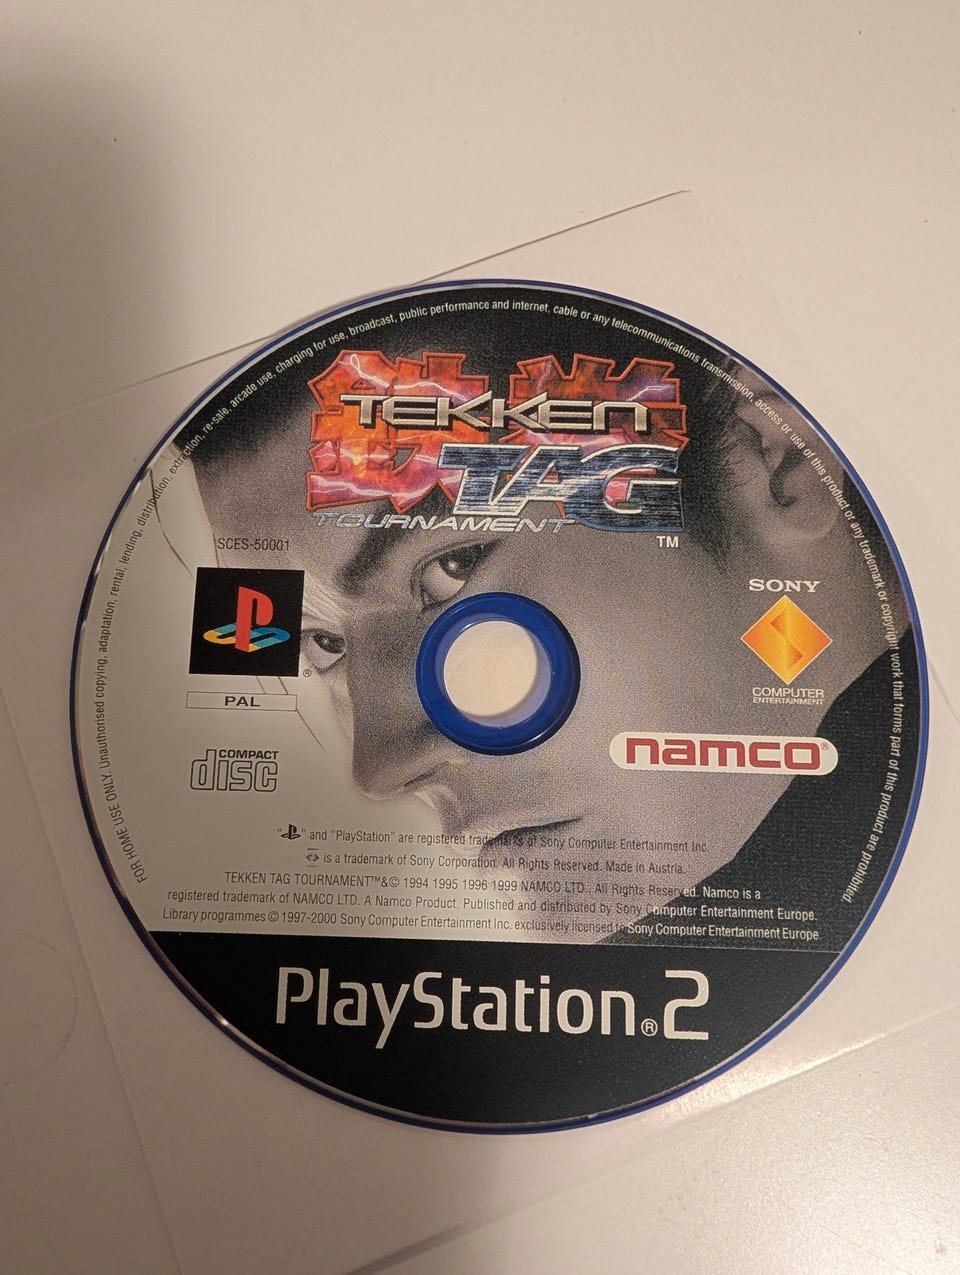 FOR HOME USE ONLY. Unauthorised copying, adaptation, rental, lending, distribution, extraction, re-sale, arcade use, charging for use, broadcast, public performance and internet, cable or any telecommunications transmission, access or use of this product or any trademark or copyright work that forms part of this product are prohibited.
鉄拳
TEKKEN
TAG
TOURNAMENT
TM
SCES-50001
SONY
COMPUTER
ENTERTAINMENT
®
PAL
namco®
COMPACT
disc
" " and "PlayStation" are registered trademarks of Sony Computer Entertainment Inc.
is a trademark of Sony Corporation. All Rights Reserved. Made in Austria.
TEKKEN TAG TOURNAMENT™&© 1994 1995 1996 1999 NAMCO LTD., All Rights Reserved. Namco is a
registered trademark of NAMCO LTD. A Namco Product. Published and distributed by Sony Computer Entertainment Europe.
Library programmes © 1997-2000 Sony Computer Entertainment Inc. exclusively licensed to Sony Computer Entertainment Europe.
PlayStation®2